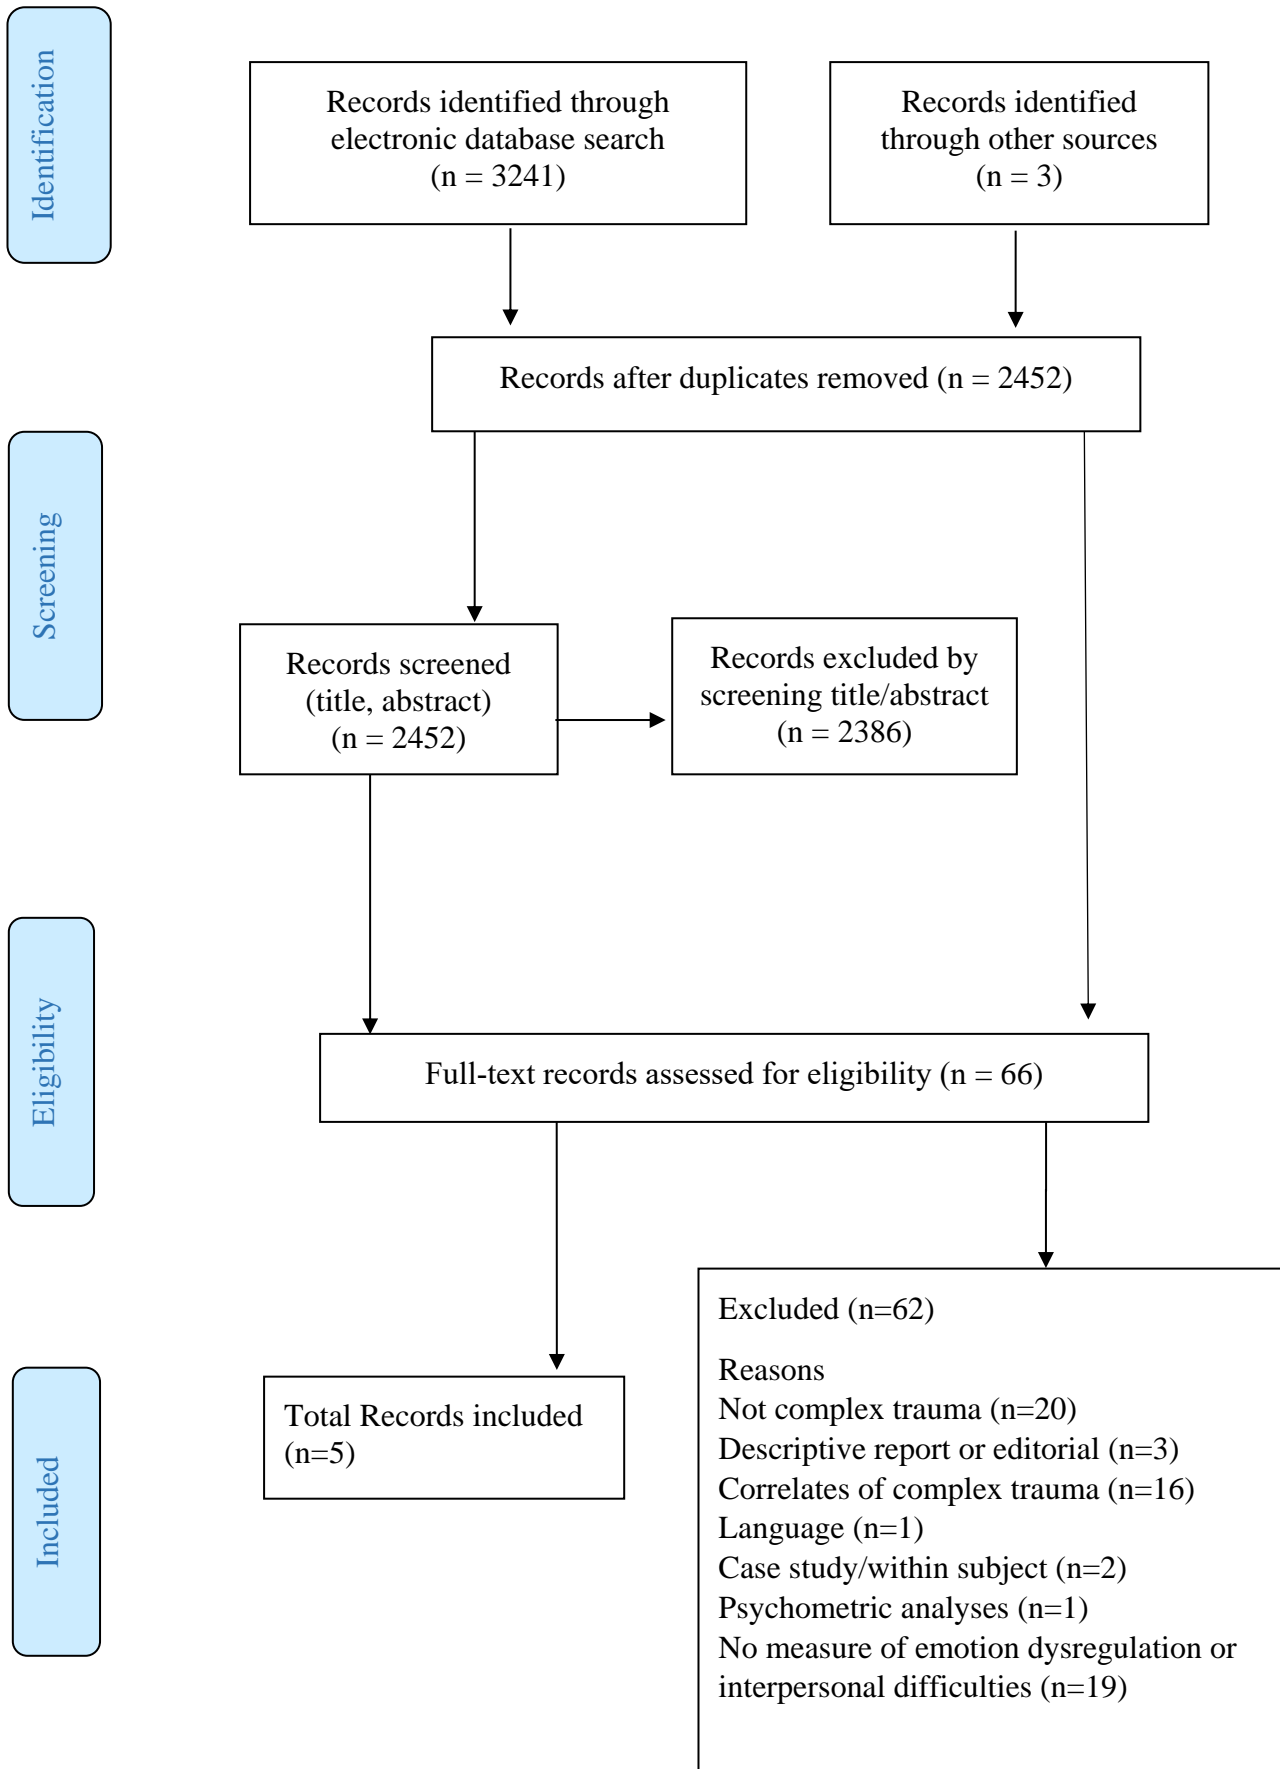 Identification
Records identified through
electronic database search
(n = 3241)
Records identified
through other sources
(n = 3)
Records after duplicates removed (n = 2452)
Screening
Records screened
(title, abstract)
(n = 2452)
Records excluded by
screening title/abstract
(n = 2386)
Eligibility
Full-text records assessed for eligibility (n = 66)
Included
Total Records included
(n=5)
Excluded (n=62)
Reasons
Not complex trauma (n=20)
Descriptive report or editorial (n=3)
Correlates of complex trauma (n=16)
Language (n=1)
Case study/within subject (n=2)
Psychometric analyses (n=1)
No measure of emotion dysregulation or
interpersonal difficulties (n=19)